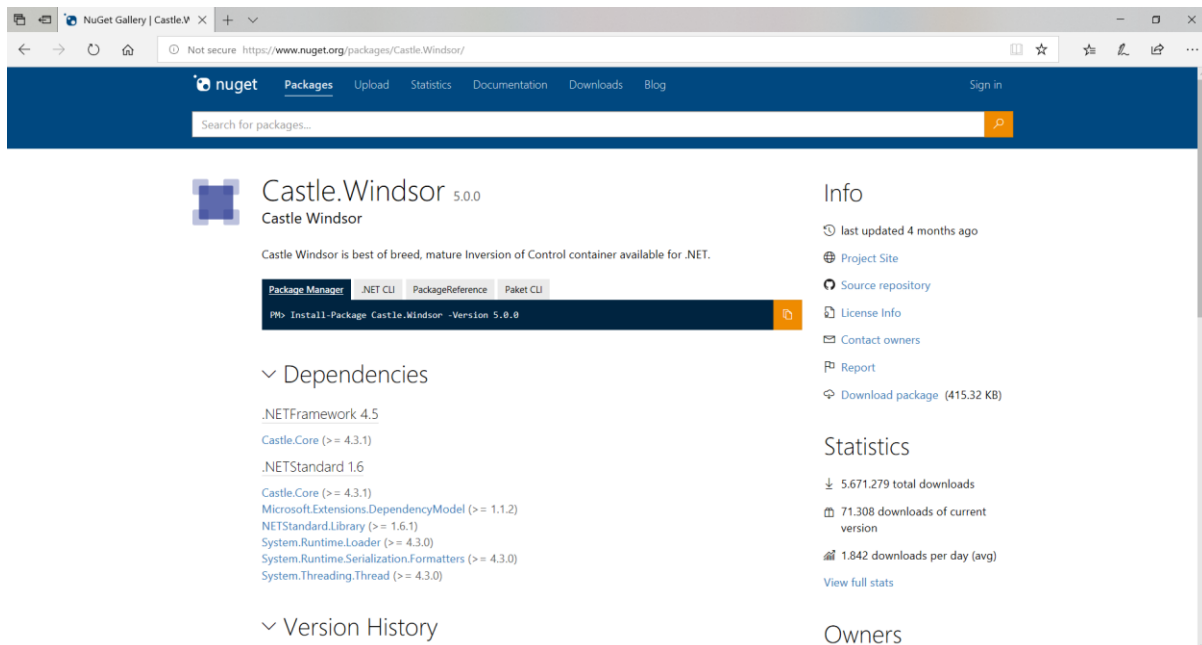 NuGet Gallery | Castle.W
Not secure https://www.nuget.org/packages/Castle.Windsor/
nuget Packages Upload Statistics Documentation Downloads Blog Sign in
Search for packages...
Castle.Windsor 5.0.0
Castle Windsor
Castle Windsor is best of breed, mature Inversion of Control container available for .NET.
Package Manager .NET CLI PackageReference Paket CLI
PM> Install-Package Castle.Windsor -Version 5.0.0
Dependencies
.NETFramework 4.5
Castle.Core (>= 4.3.1)
.NETStandard 1.6
Castle.Core (>= 4.3.1)
Microsoft.Extensions.DependencyModel (>= 1.1.2)
NETStandard.Library (>= 1.6.1)
System.Runtime.Loader (>= 4.3.0)
System.Runtime.Serialization.Formatters (>= 4.3.0)
System.Threading.Thread (>= 4.3.0)
Version History
Info
last updated 4 months ago
Project Site
Source repository
License Info
Contact owners
Report
Download package (415.32 KB)
Statistics
5.671.279 total downloads
71.308 downloads of current
version
1.842 downloads per day (avg)
View full stats
Owners